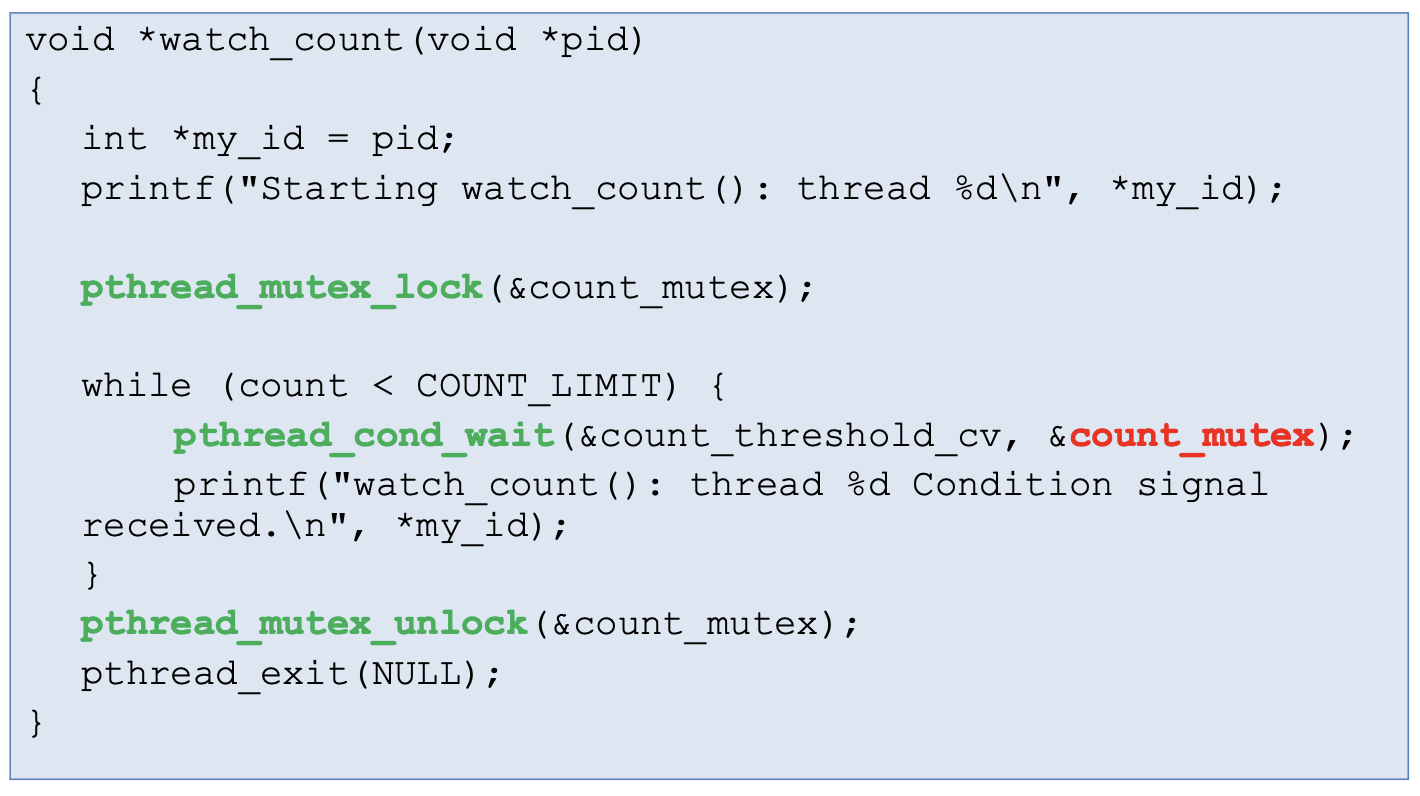 void *watch_count(void *pid)
{
int *my_id = pid;
printf("Starting watch_count(): thread %d\n", *my_id);
pthread_mutex_lock(&count_mutex);
while (count < COUNT_LIMIT) {
pthread_cond_wait(&count_threshold_cv, &count_mutex);
printf("watch_count(): thread %d Condition signal
received.\n", *my_id);
}
pthread_mutex_unlock(&count_mutex);
pthread_exit(NULL);
}